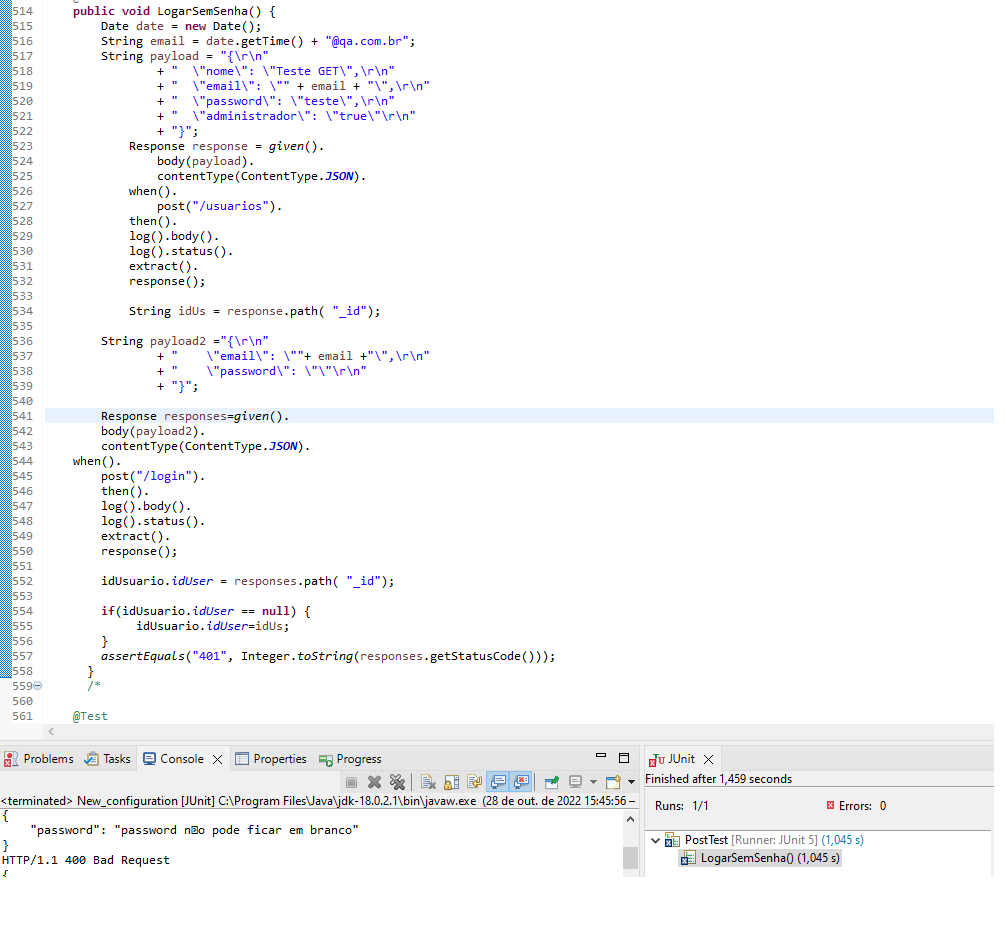 514 public void LogarSemSenha() {
515 Date date = new Date();
516 String email = date.getTime() + "@qa.com.br";
517 String payload = "{\r\n"
518 + " \"nome\": \"Teste GET\",\r\n"
519 + " \"email\": \"" + email + "\",\r\n"
520 + " \"password\": \"teste\",\r\n"
521 + " \"administrador\": \"true\"\r\n"
522 + "}";
523 Response response = given().
524 body(payload).
525 contentType(ContentType.JSON).
526 when().
527 post("/usuarios").
528 then().
529 log().body().
530 log().status().
531 extract().
532 response();
533
534 String idUs = response.path( "_id");
535
536 String payload2 ="{\r\n"
537 + " \"email\": \""+ email +"\",\r\n"
538 + " \"password\": \"\"\r\n"
539 + "}";
540
541 Response responses=given().
542 body(payload2).
543 contentType(ContentType.JSON).
544 when().
545 post("/login").
546 then().
547 log().body().
548 log().status().
549 extract().
550 response();
551
552 idUsuario.idUser = responses.path( "_id");
553
554 if(idUsuario.idUser == null) {
555 idUsuario.idUser=idUs;
556 }
557 assertEquals("401", Integer.toString(responses.getStatusCode()));
558 }
559 /*
560
561 @Test
Problems Tasks Console Properties Progress
<terminated> New_configuration [JUnit] C:\Program Files\Java\jdk-18.0.2.1\bin\javaw.exe (28 de out. de 2022 15:45:56 –
{
"password": "password n�o pode ficar em branco"
}
HTTP/1.1 400 Bad Request
{
JUnit
Finished after 1,459 seconds
Runs: 1/1 Errors: 0
PostTest [Runner: JUnit 5] (1,045 s)
LogarSemSenha() (1,045 s)